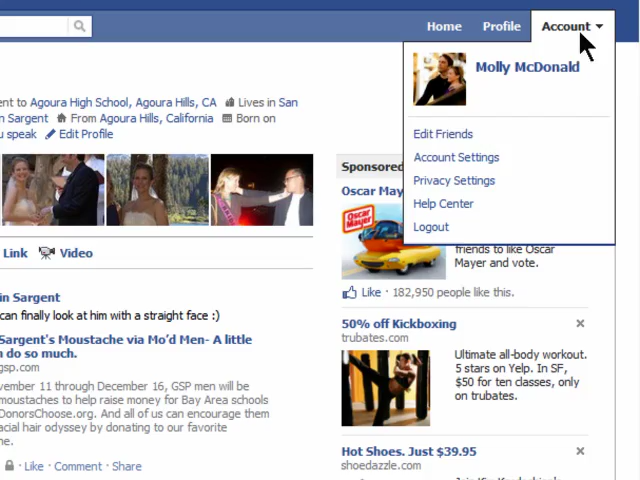 Home Profile Account
Molly McDonald
Edit Friends
Account Settings
Privacy Settings
Help Center
Logout
ent to Agoura High School, Agoura Hills, CA Lives in San
n Sargent From Agoura Hills, California Born on
u speak Edit Profile
Link Video
in Sargent
can finally look at him with a straight face :)
Sargent's Moustache via Mo'd Men- A little
n do so much.
gsp.com
vember 11 through December 16, GSP men will be
moustaches to help raise money for Bay Area schools
DonorsChoose.org. And all of us can encourage them
acial hair odyssey by donating to our favorite
ne.
Like · Comment · Share
Sponsored
Oscar May
Oscar Mayer
friends to like Oscar
Mayer and vote.
Like · 182,950 people like this.
50% off Kickboxing
trubates.com
Ultimate all-body workout.
5 stars on Yelp. In SF,
$50 for ten classes, only
on trubates.
Hot Shoes. Just $39.95
shoedazzle.com